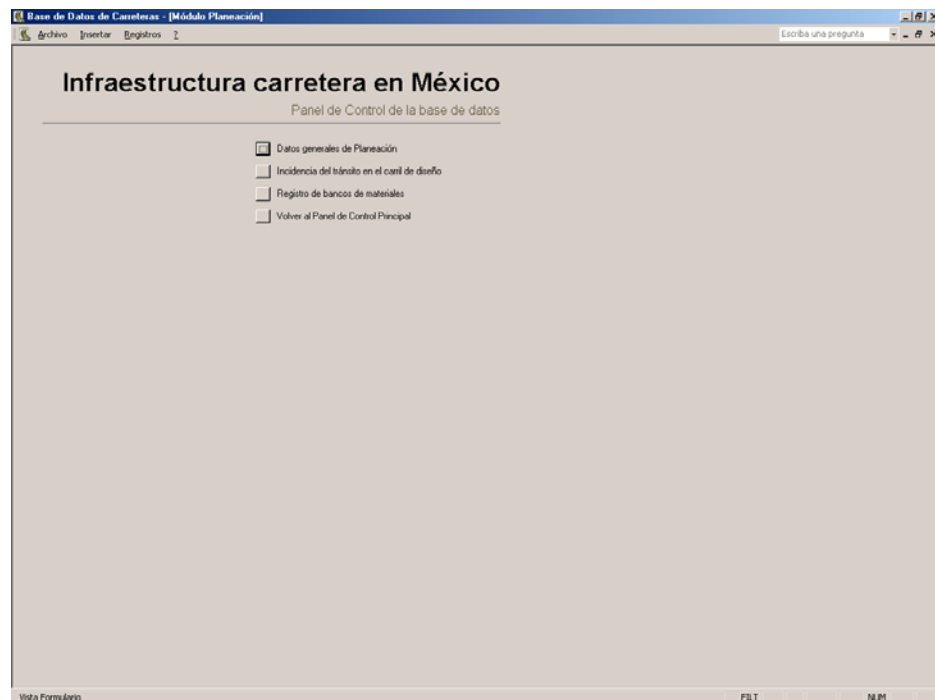 Base de Datos de Carreteras - [Módulo Planeación]
Archivo Insertar Registros ? Escriba una pregunta
Infraestructura carretera en México
Panel de Control de la base de datos
Datos generales de Planeación
Incidencia del tránsito en el carril de diseño
Registro de bancos de materiales
Volver al Panel de Control Principal
Vista Formulario FILT NUM